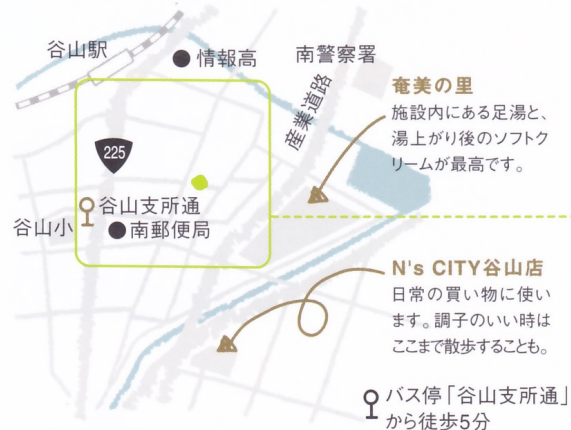 谷山駅
情報高
南警察署
産業道路
奄美の里
施設内にある足湯と、
湯上がり後のソフトク
リームが最高です。
225
谷山支所通
谷山小
南郵便局
N's CITY谷山店
日常の買い物に使い
ます。調子のいい時は
ここまで散歩することも。
バス停「谷山支所通」
から徒歩5分